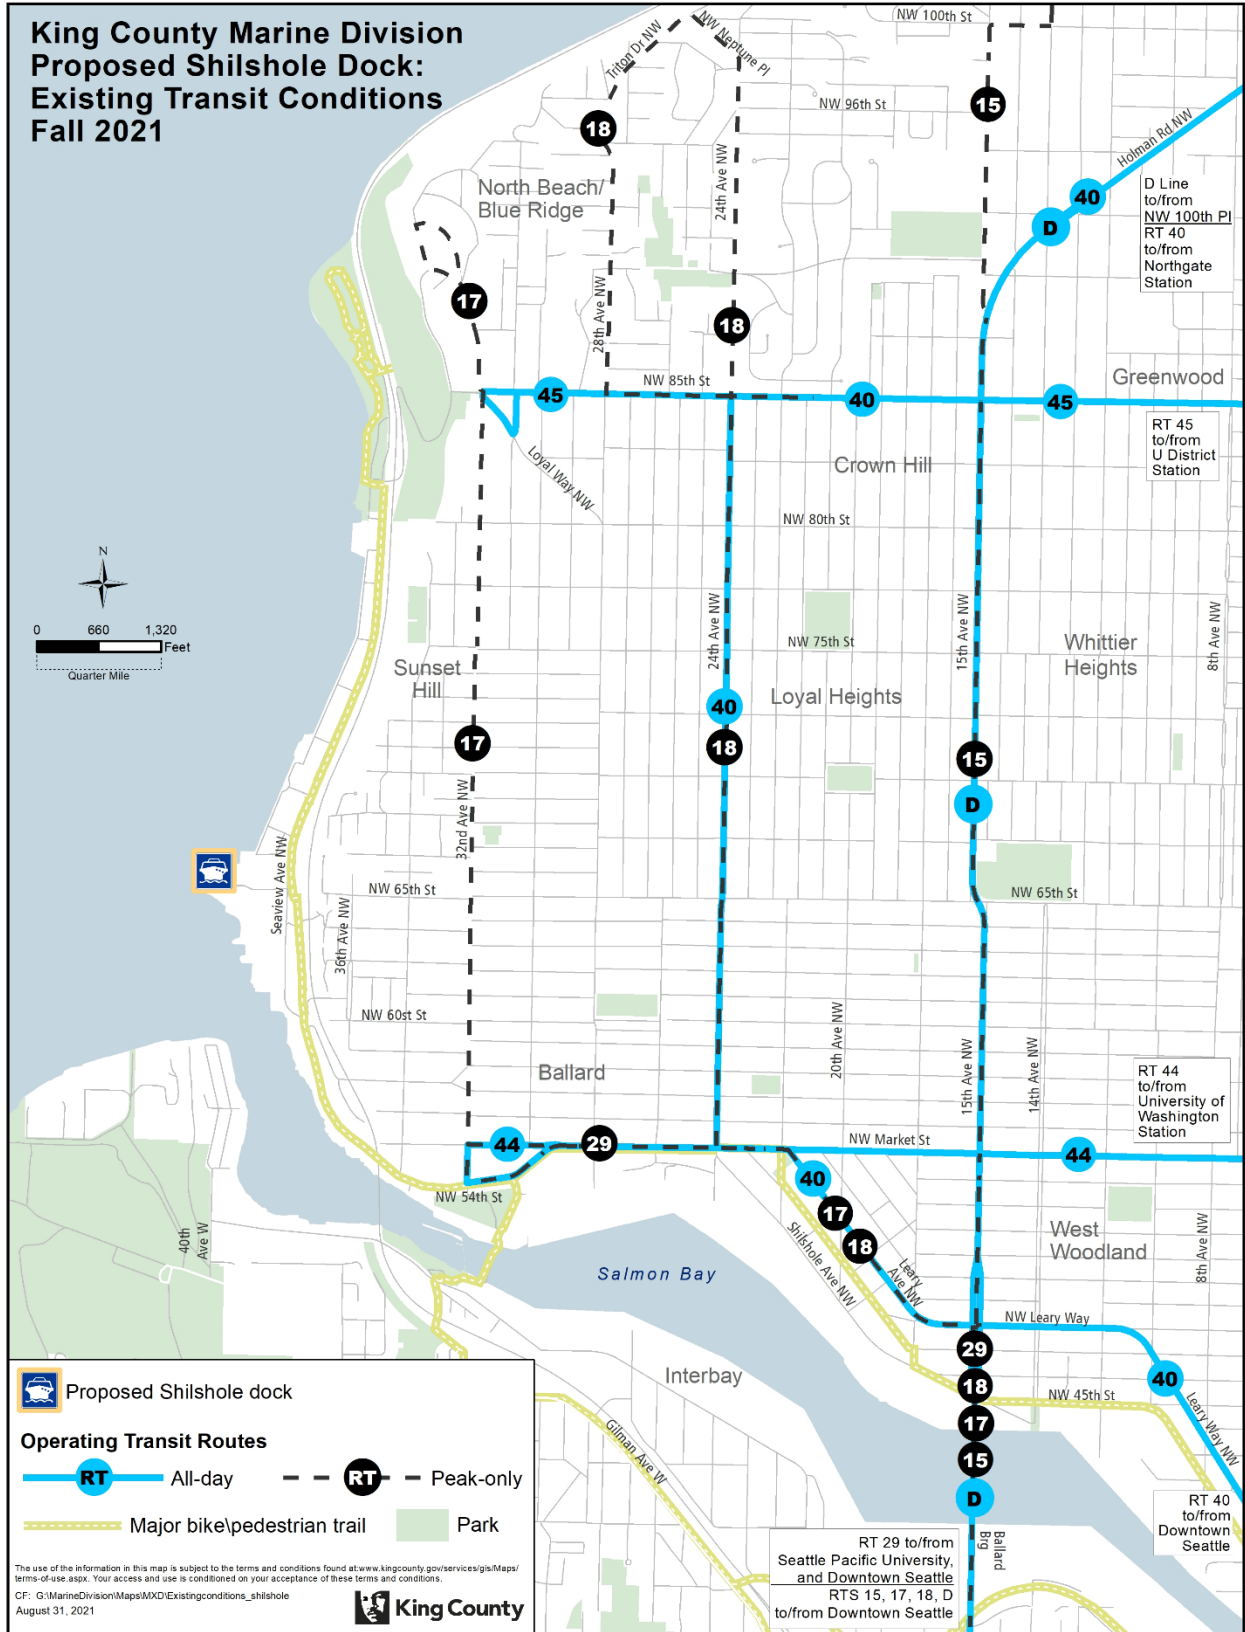 King County Marine Division
Proposed Shilshole Dock:
Existing Transit Conditions
Fall 2021
NW 100th St
Triton Dr NW
NW Neptune Pl
NW 96th St
15
18
Holman Rd NW
North Beach/
Blue Ridge
24th Ave NW
40
D
D Line
to/from
NW 100th Pl
RT 40
to/from
Northgate
Station
17
28th Ave NW
18
NW 85th St
45
40
45
Greenwood
RT 45
to/from
U District
Station
Loyal Way NW
Crown Hill
NW 80th St
N
0 660 1,320
Feet
Quarter Mile
24th Ave NW
15th Ave NW
8th Ave NW
NW 75th St
Whittier
Heights
Sunset
Hill
Loyal Heights
40
18
17
15
D
32nd Ave NW
Seaview Ave NW
NW 65th St
NW 65th St
36th Ave NW
NW 60st St
20th Ave NW
15th Ave NW
14th Ave NW
Ballard
RT 44
to/from
University of
Washington
Station
44
29
NW Market St
44
NW 54th St
40
17
18
Shilshole Ave NW
Leary
Ave NW
40th
Ave W
West
Woodland
8th Ave NW
Salmon Bay
NW Leary Way
29
18
17
15
D
Interbay
NW 45th St
40
Leary Way NW
Gilman Ave W
Ballard
Brg
RT 40
to/from
Downtown
Seattle
RT 29 to/from
Seattle Pacific University,
and Downtown Seattle
RTS 15, 17, 18, D
to/from Downtown Seattle
Proposed Shilshole dock
Operating Transit Routes
RT All-day
RT Peak-only
Major bike\pedestrian trail
Park
The use of the information in this map is subject to the terms and conditions found at:www.kingcounty.gov/services/gis/Maps/
terms-of-use.aspx. Your access and use is conditioned on your acceptance of these terms and conditions.
CF: G:\MarineDivision\Maps\MXD\Existingconditions_shilshole
August 31, 2021
King County